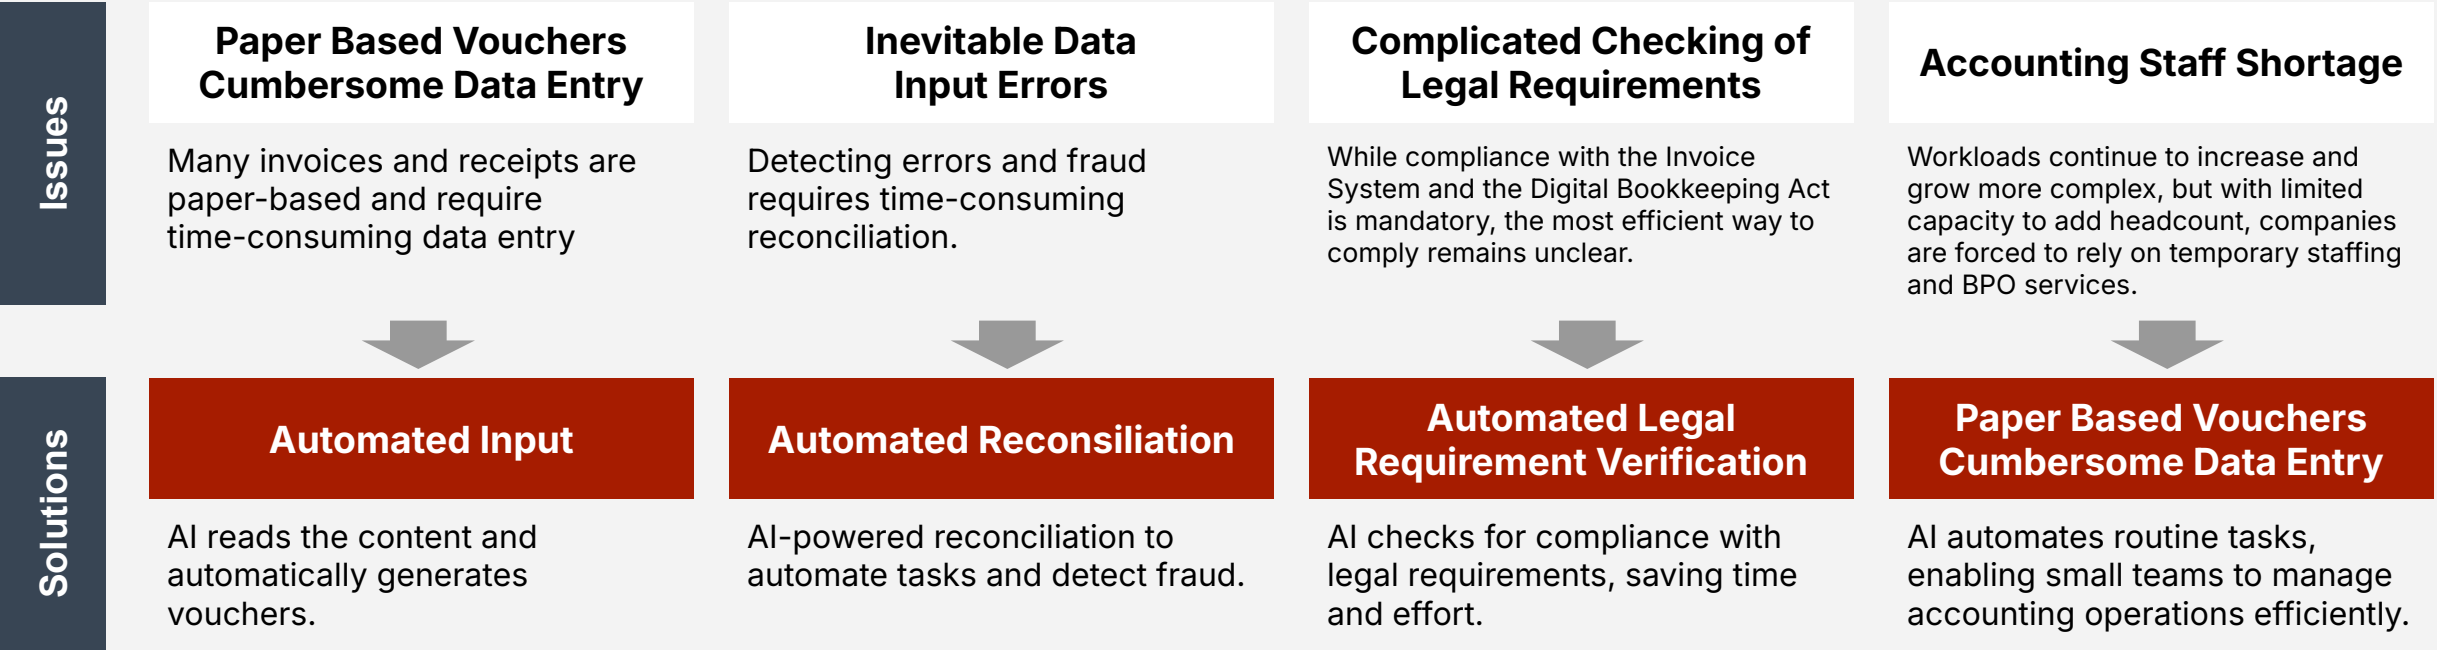 Issues
Paper Based Vouchers
Cumbersome Data Entry
Many invoices and receipts are
paper-based and require
time-consuming data entry
Inevitable Data
Input Errors
Detecting errors and fraud
requires time-consuming
reconciliation.
Complicated Checking of
Legal Requirements
While compliance with the Invoice
System and the Digital Bookkeeping Act
is mandatory, the most efficient way to
comply remains unclear.
Accounting Staff Shortage
Workloads continue to increase and
grow more complex, but with limited
capacity to add headcount, companies
are forced to rely on temporary staffing
and BPO services.
Solutions
Automated Input
AI reads the content and
automatically generates
vouchers.
Automated Reconsiliation
AI-powered reconciliation to
automate tasks and detect fraud.
Automated Legal
Requirement Verification
AI checks for compliance with
legal requirements, saving time
and effort.
Paper Based Vouchers
Cumbersome Data Entry
AI automates routine tasks,
enabling small teams to manage
accounting operations efficiently.